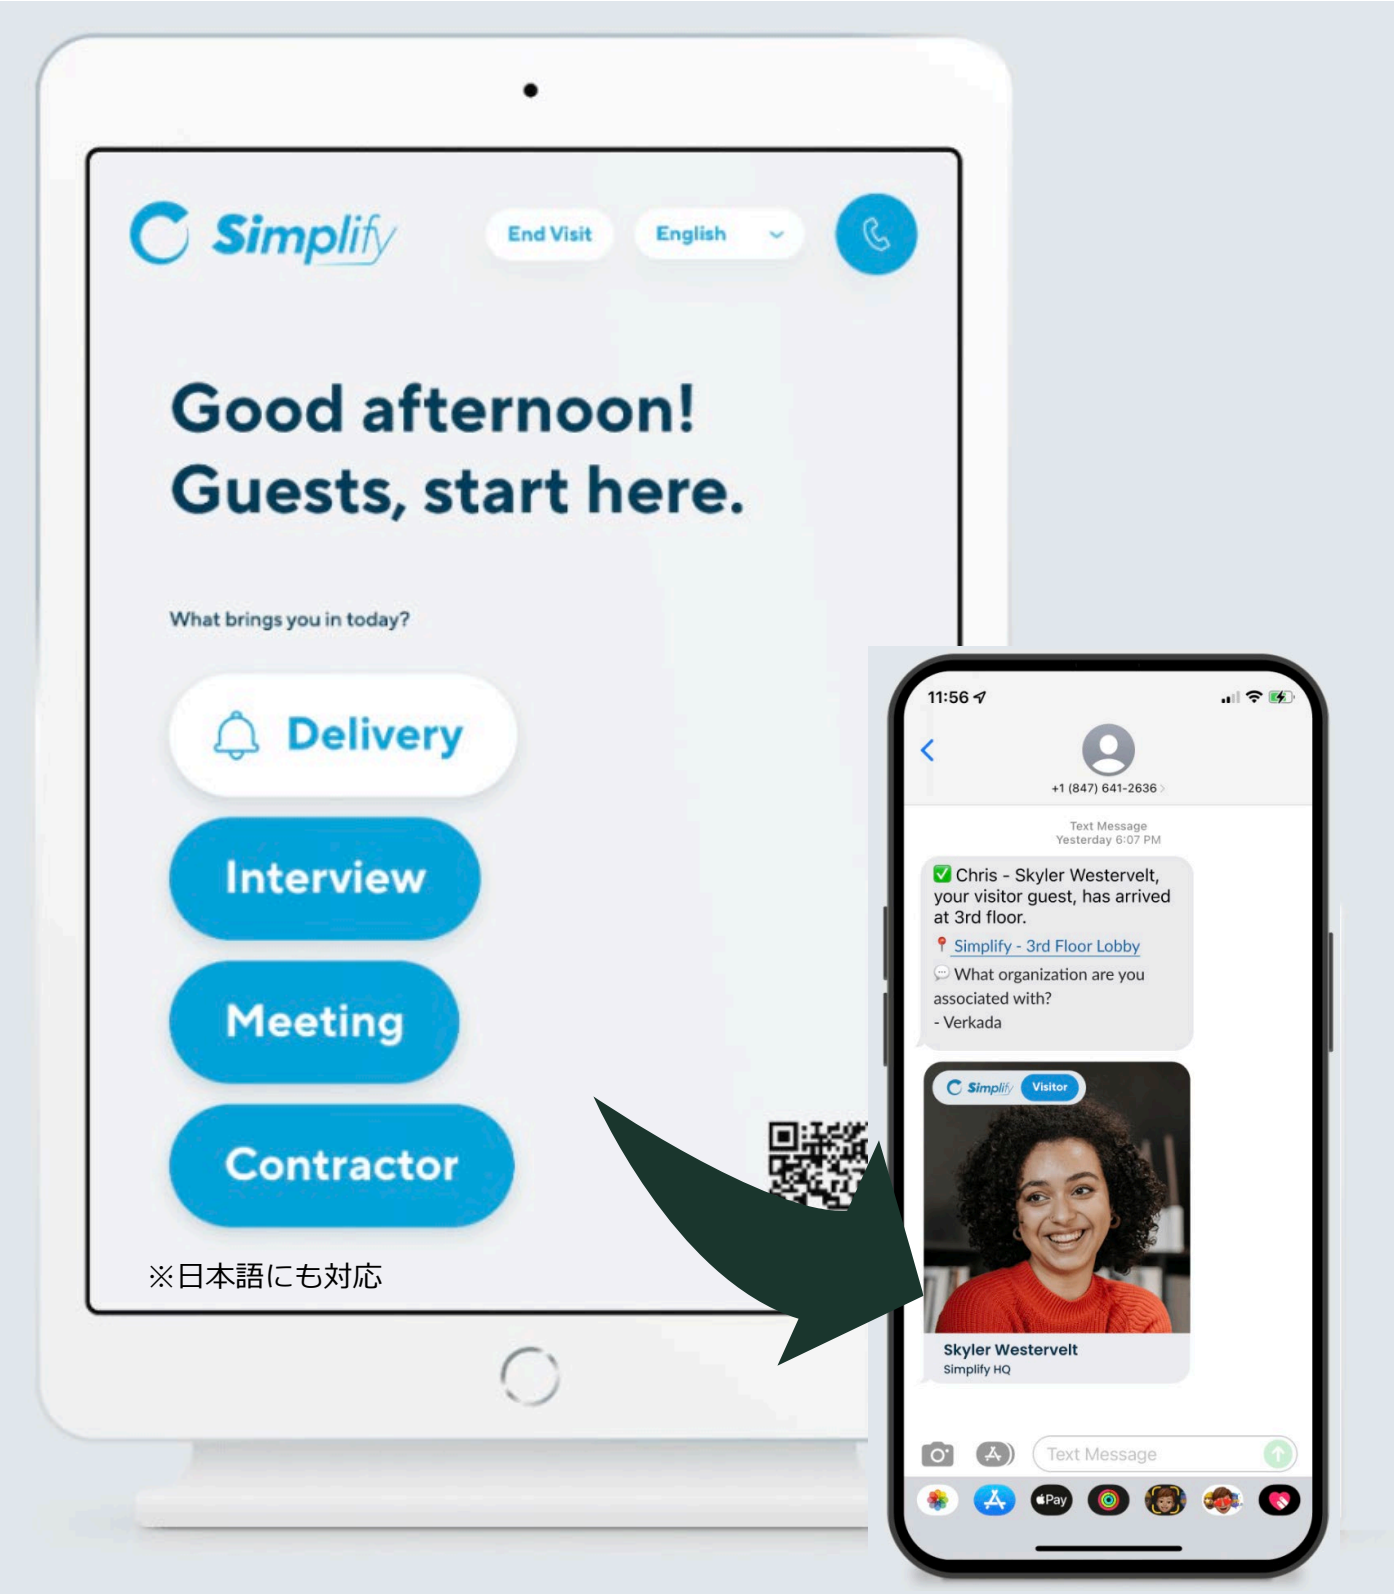 Simplify
End Visit
English
Good afternoon!
Guests, start here.
What brings you in today?
Delivery
Interview
Meeting
Contractor
※日本語にも対応
11:56
+1 (847) 641-2636
Text Message
Yesterday 6:07 PM
✅ Chris - Skyler Westervelt,
your visitor guest, has arrived
at 3rd floor.
📍 Simplify - 3rd Floor Lobby
💬 What organization are you
associated with?
- Verkada
Simplify Visitor
Skyler Westervelt
Simplify HQ
Text Message
Pay